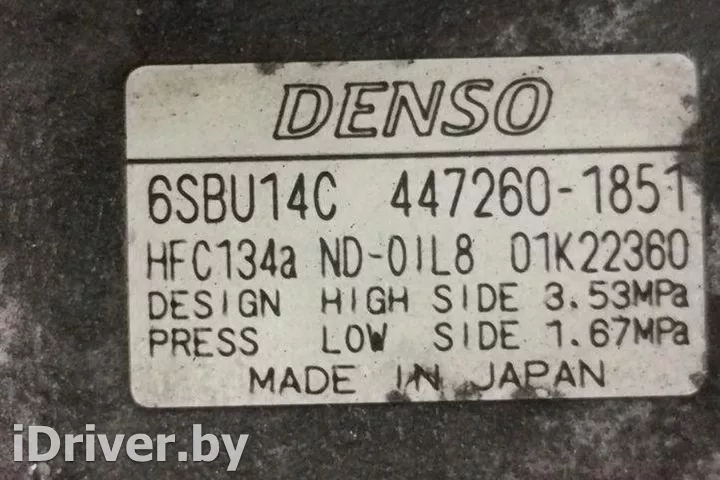 DENSO
6SBU14C 447260-1851
HFC134a ND-OIL8 01K22360
DESIGN HIGH SIDE 3.53MPa
PRESS LOW SIDE 1.67MPa
MADE IN JAPAN
iDriver.by